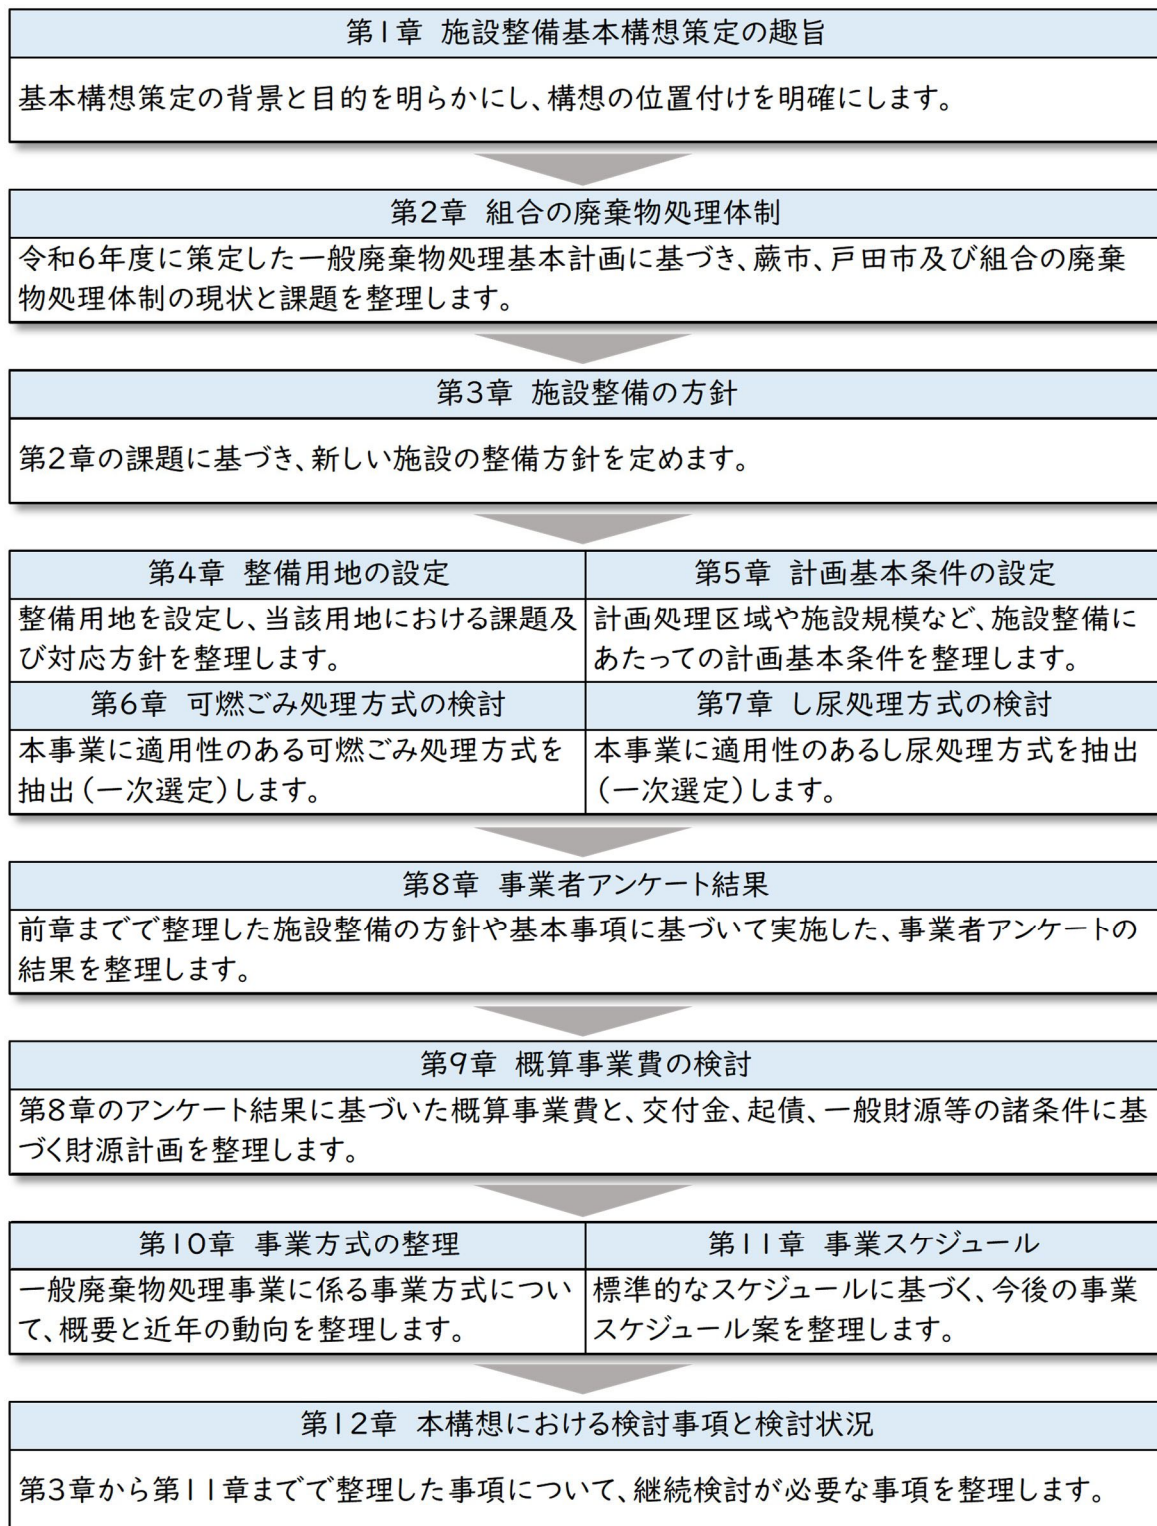 第1章 施設整備基本構想策定の趣旨
基本構想策定の背景と目的を明らかにし、構想の位置付けを明確にします。
第2章 組合の廃棄物処理体制
令和6年度に策定した一般廃棄物処理基本計画に基づき、蕨市、戸田市及び組合の廃棄
物処理体制の現状と課題を整理します。
第3章 施設整備の方針
第2章の課題に基づき、新しい施設の整備方針を定めます。
第4章 整備用地の設定
整備用地を設定し、当該用地における課題及
び対応方針を整理します。
第5章 計画基本条件の設定
計画処理区域や施設規模など、施設整備に
あたっての計画基本条件を整理します。
第6章 可燃ごみ処理方式の検討
本事業に適用性のある可燃ごみ処理方式を
抽出(一次選定)します。
第7章 し尿処理方式の検討
本事業に適用性のあるし尿処理方式を抽出
(一次選定)します。
第8章 事業者アンケート結果
前章までで整理した施設整備の方針や基本事項に基づいて実施した、事業者アンケートの
結果を整理します。
第9章 概算事業費の検討
第8章のアンケート結果に基づいた概算事業費と、交付金、起債、一般財源等の諸条件に基
づく財源計画を整理します。
第10章 事業方式の整理
一般廃棄物処理事業に係る事業方式につい
て、概要と近年の動向を整理します。
第11章 事業スケジュール
標準的なスケジュールに基づく、今後の事業
スケジュール案を整理します。
第12章 本構想における検討事項と検討状況
第3章から第11章までで整理した事項について、継続検討が必要な事項を整理します。